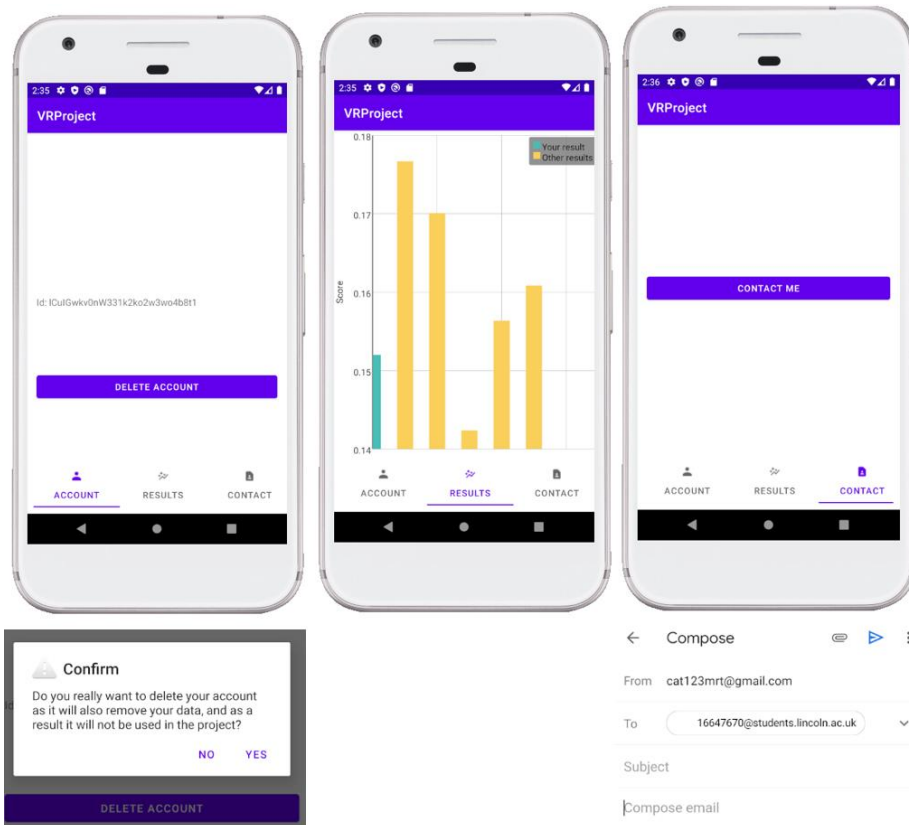 2:35
VRProject
Id: lCuIGwkv0nW331k2ko2w3wo4b8t1
DELETE ACCOUNT
ACCOUNT
RESULTS
CONTACT
2:35
VRProject
0.18
Your result
Other results
0.17
Score
0.16
0.15
0.14
ACCOUNT
RESULTS
CONTACT
2:36
VRProject
CONTACT ME
ACCOUNT
RESULTS
CONTACT
Confirm
Do you really want to delete your account
as it will also remove your data, and as a
result it will not be used in the project?
NO YES
DELETE ACCOUNT
Compose
From cat123mrt@gmail.com
To 16647670@students.lincoln.ac.uk
Subject
Compose email